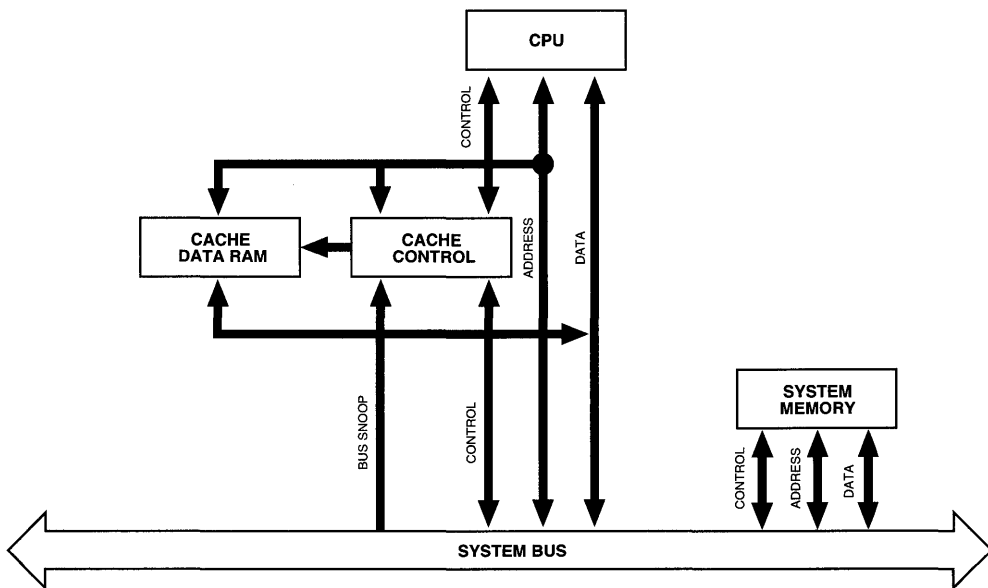 CPU
CONTROL
CACHE
DATA RAM
CACHE
CONTROL
ADDRESS
DATA
SYSTEM
MEMORY
BUS SNOOP
CONTROL
CONTROL
ADDRESS
DATA
SYSTEM BUS